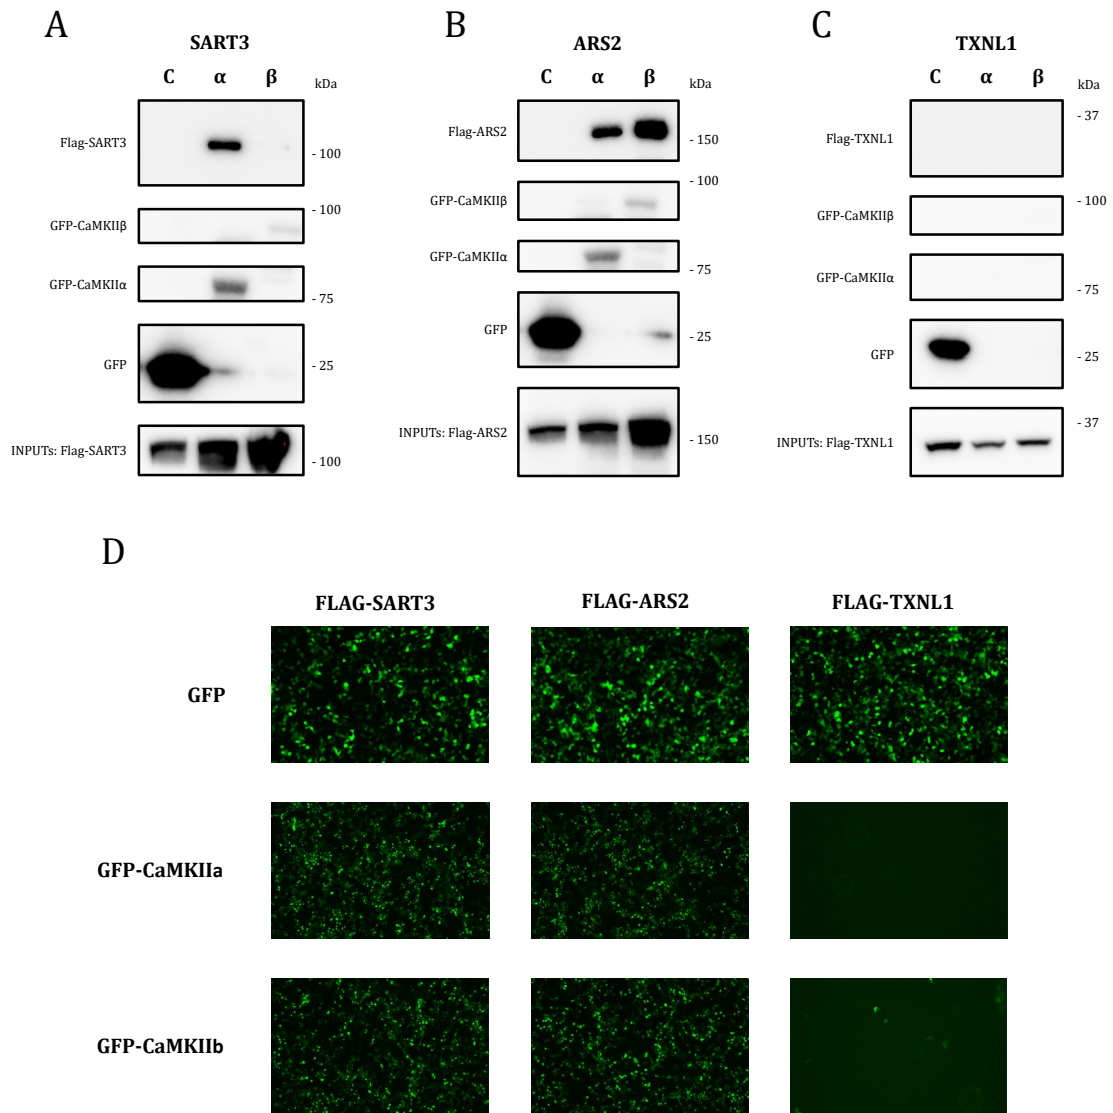 A
SART3
C α β
kDa
Flag-SART3
- 100
- 100
GFP-CaMKIIβ
GFP-CaMKIIα
- 75
GFP
- 25
INPUTs: Flag-SART3
- 100
B
ARS2
α β
kDa
Flag-ARS2
- 150
- 100
GFP-CaMKIIβ
GFP-CaMKIIα
- 75
GFP
- 25
INPUTs: Flag-ARS2
- 150
C
TXNL1
C α β
kDa
- 37
Flag-TXNL1
- 100
GFP-CaMKIIβ
GFP-CaMKIIα
- 75
GFP
- 25
- 37
INPUTs: Flag-TXNL1
D
FLAG-SART3 FLAG-ARS2 FLAG-TXNL1
GFP
GFP-CaMKIIa
GFP-CaMKIIb